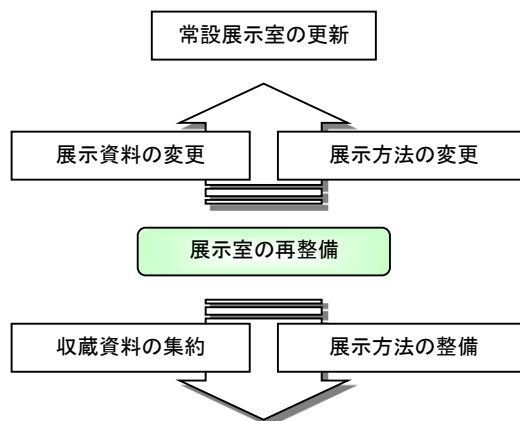 常設展示室の更新
展示資料の変更
展示方法の変更
展示室の再整備
収蔵資料の集約
展示方法の整備